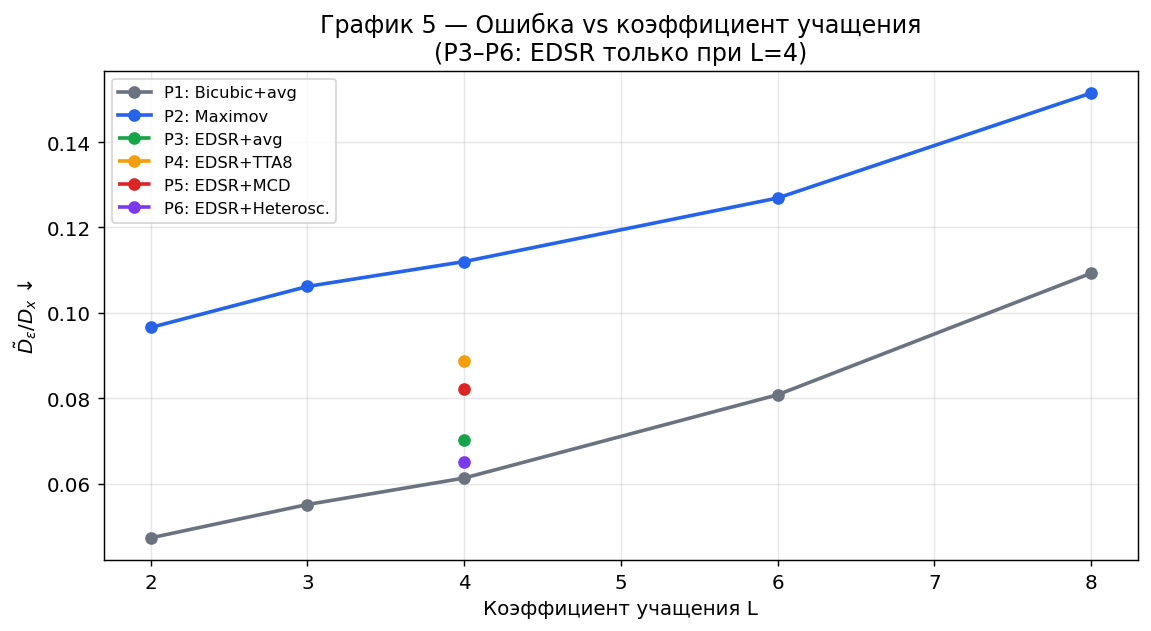 График 5 — Ошибка vs коэффициент учащения
(P3–P6: EDSR только при L=4)
P1: Bicubic+avg
P2: Maximov
P3: EDSR+avg
P4: EDSR+TTA8
P5: EDSR+MCD
P6: EDSR+Heterosc.
D̃ε/Dx ↓
0.14
0.12
0.10
0.08
0.06
2 3 4 5 6 7 8
Коэффициент учащения L